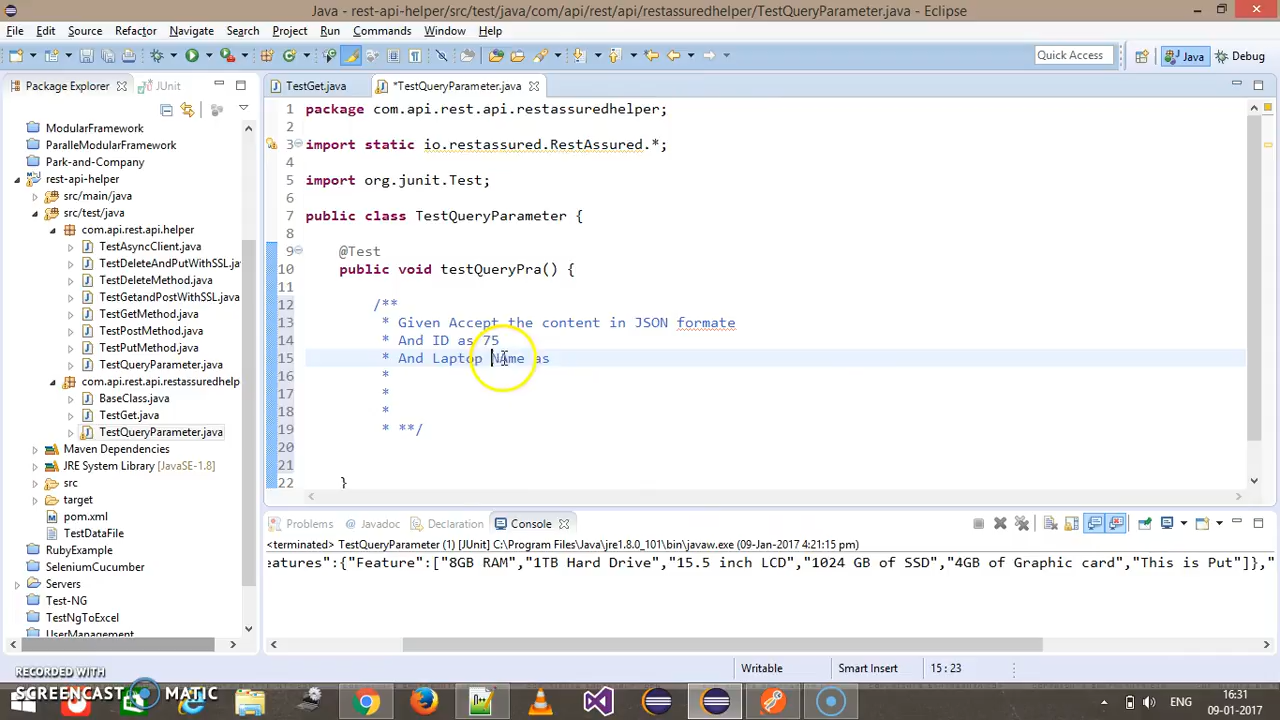 Java - rest-api-helper/src/test/java/com/api/rest/api/restassuredhelper/TestQueryParameter.java - Eclipse
File Edit Source Refactor Navigate Search Project Run Commands Window Help
Quick Access Java Debug
Package Explorer JUnit
TestGet.java *TestQueryParameter.java
ModularFramework
ParalleModularFramework
Park-and-Company
rest-api-helper
src/main/java
src/test/java
com.api.rest.api.helper
TestAsyncClient.java
TestDeleteAndPutWithSSL.ja
TestDeleteMethod.java
TestGetandPostWithSSL.java
TestGetMethod.java
TestPostMethod.java
TestPutMethod.java
TestQueryParameter.java
com.api.rest.api.restassuredhelp
BaseClass.java
TestGet.java
TestQueryParameter.java
Maven Dependencies
JRE System Library [JavaSE-1.8]
src
target
pom.xml
TestDataFile
RubyExample
SeleniumCucumber
Servers
Test-NG
TestNgToExcel
UserManagement
1 package com.api.rest.api.restassuredhelper;
2
3 import static io.restassured.RestAssured.*;
4
5 import org.junit.Test;
6
7 public class TestQueryParameter {
8
9 @Test
10 public void testQueryPra() {
11
12 /**
13 * Given Accept the content in JSON formate
14 * And ID as 75
15 * And Laptop Name as
16 *
17 *
18 *
19 * **/
20
21
22 }
Problems Javadoc Declaration Console
<terminated> TestQueryParameter (1) [JUnit] C:\Program Files\Java\jre1.8.0_101\bin\javaw.exe (09-Jan-2017 4:21:15 pm)
eatures":{"Feature":["8GB RAM","1TB Hard Drive","15.5 inch LCD","1024 GB of SSD","4GB of Graphic card","This is Put"]},"
Writable Smart Insert 15 : 23
RECORDED WITH
SCREENCAST MATIC
ENG 16:31
09-01-2017